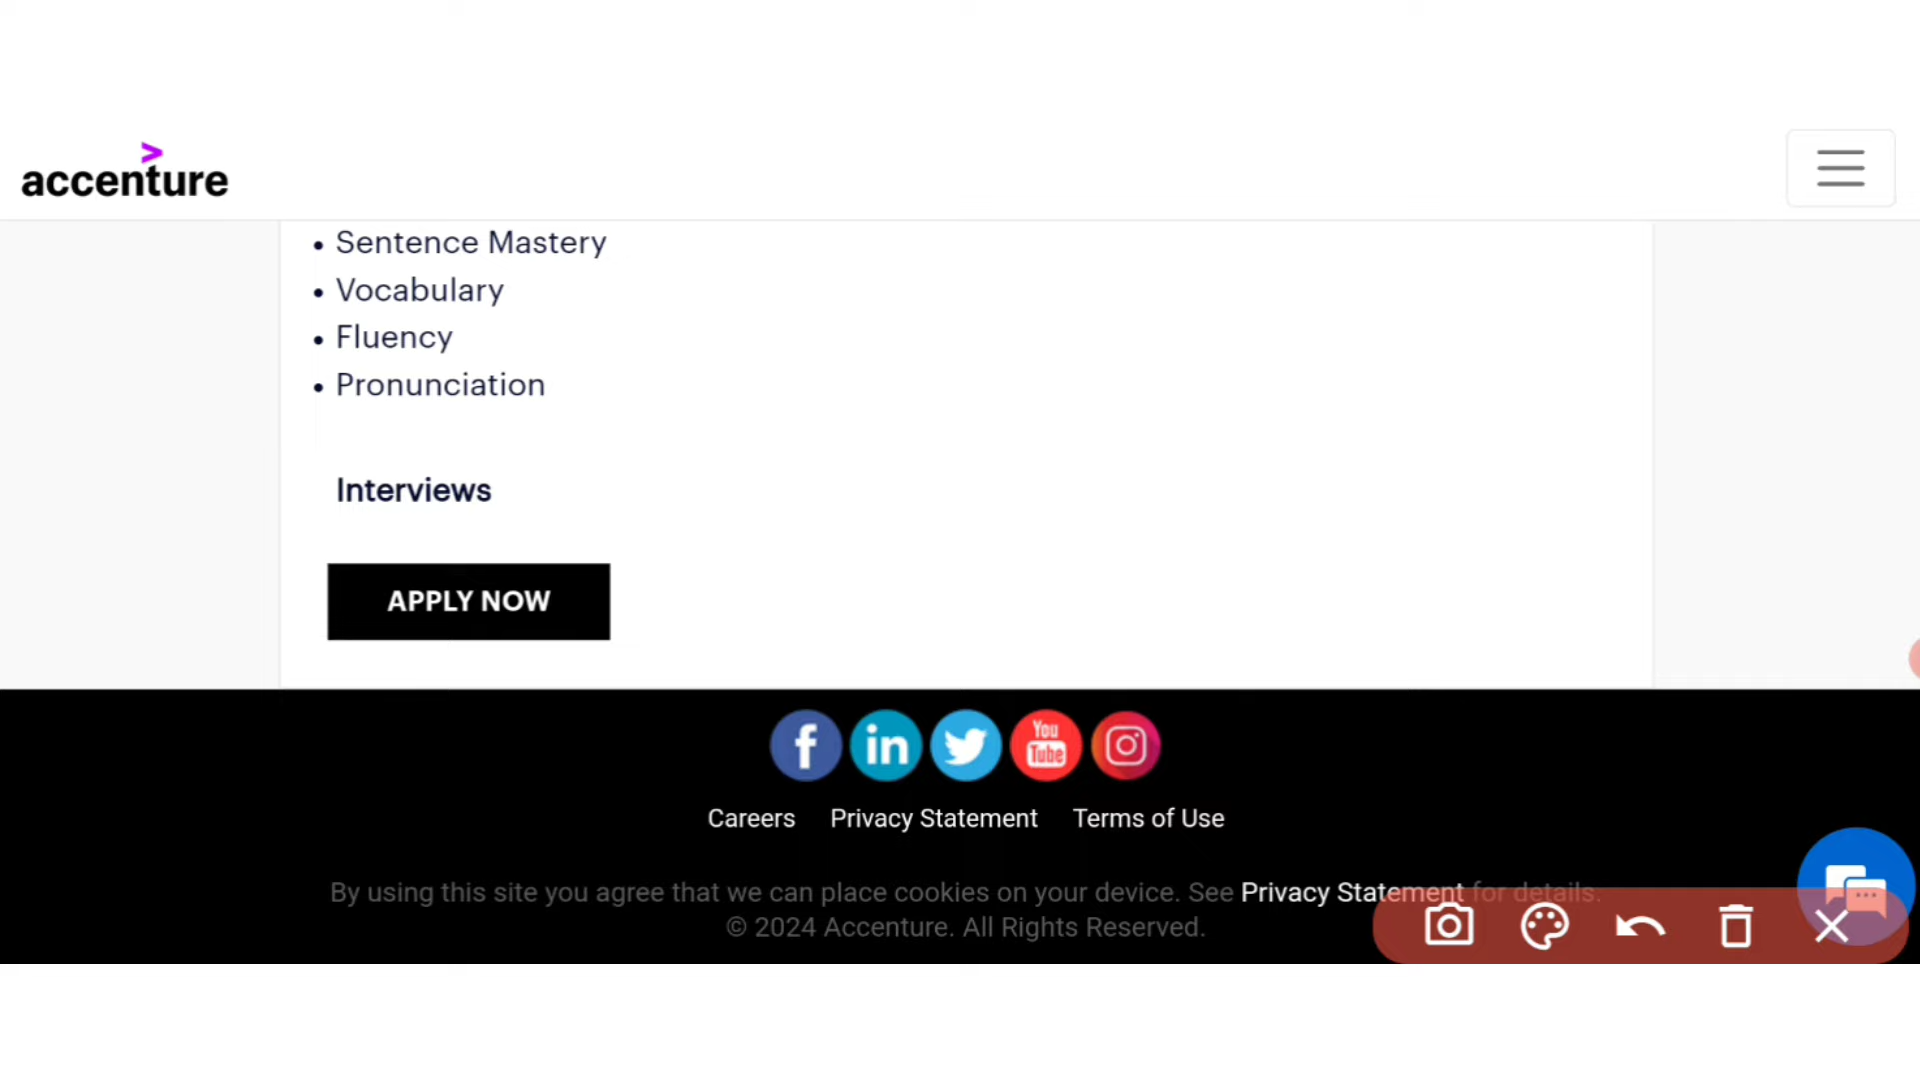 accenture
Sentence Mastery
Vocabulary
Fluency
Pronunciation
Interviews
APPLY NOW
f in You Tube
Careers Privacy Statement Terms of Use
By using this site you agree that we can place cookies on your device. See Privacy Statement for details.
© 2024 Accenture. All Rights Reserved.